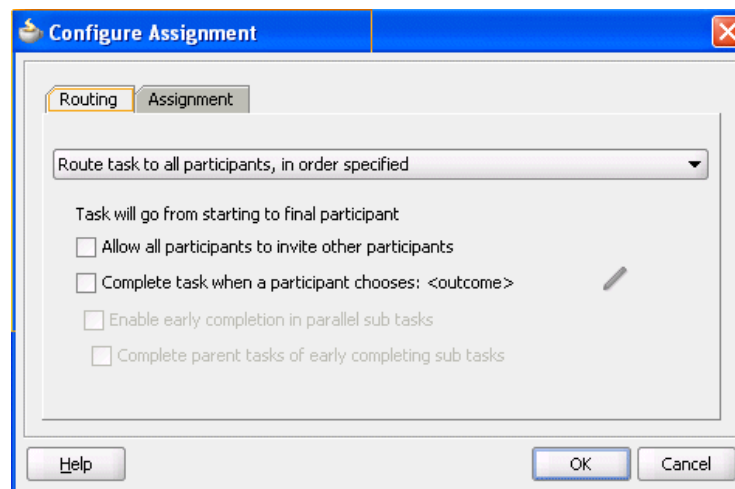 Configure Assignment
Routing
Assignment
Route task to all participants, in order specified
Task will go from starting to final participant
Allow all participants to invite other participants
Complete task when a participant chooses: <outcome>
Enable early completion in parallel sub tasks
Complete parent tasks of early completing sub tasks
Help
OK
Cancel